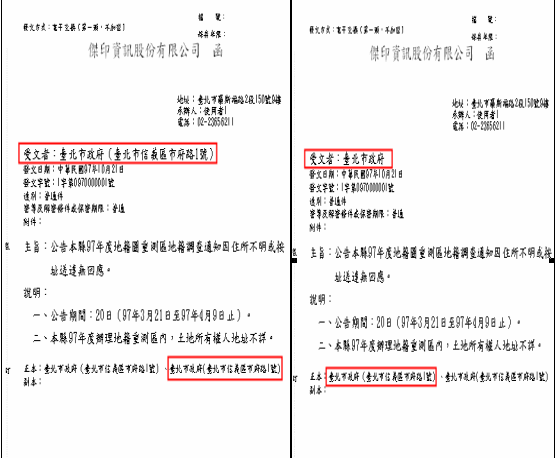 檔　號：
保存年限：
發文方式：電子交換（第一類，不加密）
傑印資訊股份有限公司　函
地址：臺北市羅斯福路2段150號9樓
承辦人：使用者1
電話：02-23656211
受文者：臺北市政府（臺北市信義區市府路1號）
發文日期：中華民國97年10月21日
發文字號：1字第0970000001號
速別：普通件
密等及解密條件或保密期限：普通
附件：
主旨：公告本縣97年度地籍圖重測區地籍調查通知因住所不明或按
址送達無回應。
說明：
一、公告期間：20日（97年3月21日至97年4月9日止）。
二、本縣97年度辦理地籍重測區內，土地所有權人地址不詳。
訂
正本：臺北市政府（臺北市信義區市府路1號）、臺北市政府(臺北市信義區市府路1號)
副本：
檔　號：
保存年限：
發文方式：電子交換（第一類，不加密）
傑印資訊股份有限公司　函
地址：臺北市羅斯福路2段150號9樓
承辦人：使用者1
電話：02-23656211
受文者：臺北市政府
發文日期：中華民國97年10月21日
發文字號：1字第0970000001號
速別：普通件
密等及解密條件或保密期限：普通
附件：
主旨：公告本縣97年度地籍圖重測區地籍調查通知因住所不明或按
址送達無回應。
說明：
一、公告期間：20日（97年3月21日至97年4月9日止）。
二、本縣97年度辦理地籍重測區內，土地所有權人地址不詳。
訂
正本：臺北市政府（臺北市信義區市府路1號）、臺北市政府(臺北市信義區市府路1號)
副本：